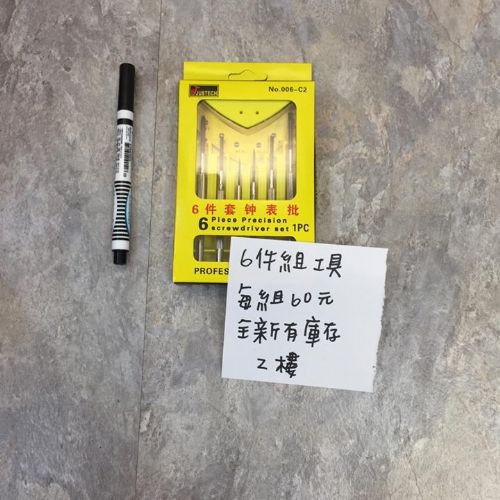 No.006-C2
JUSTECH
6件套钟表批
6 Piece Precision
screwdriver set 1PC
PROFES
6件組工具
每組60元
全新有庫存
2樓